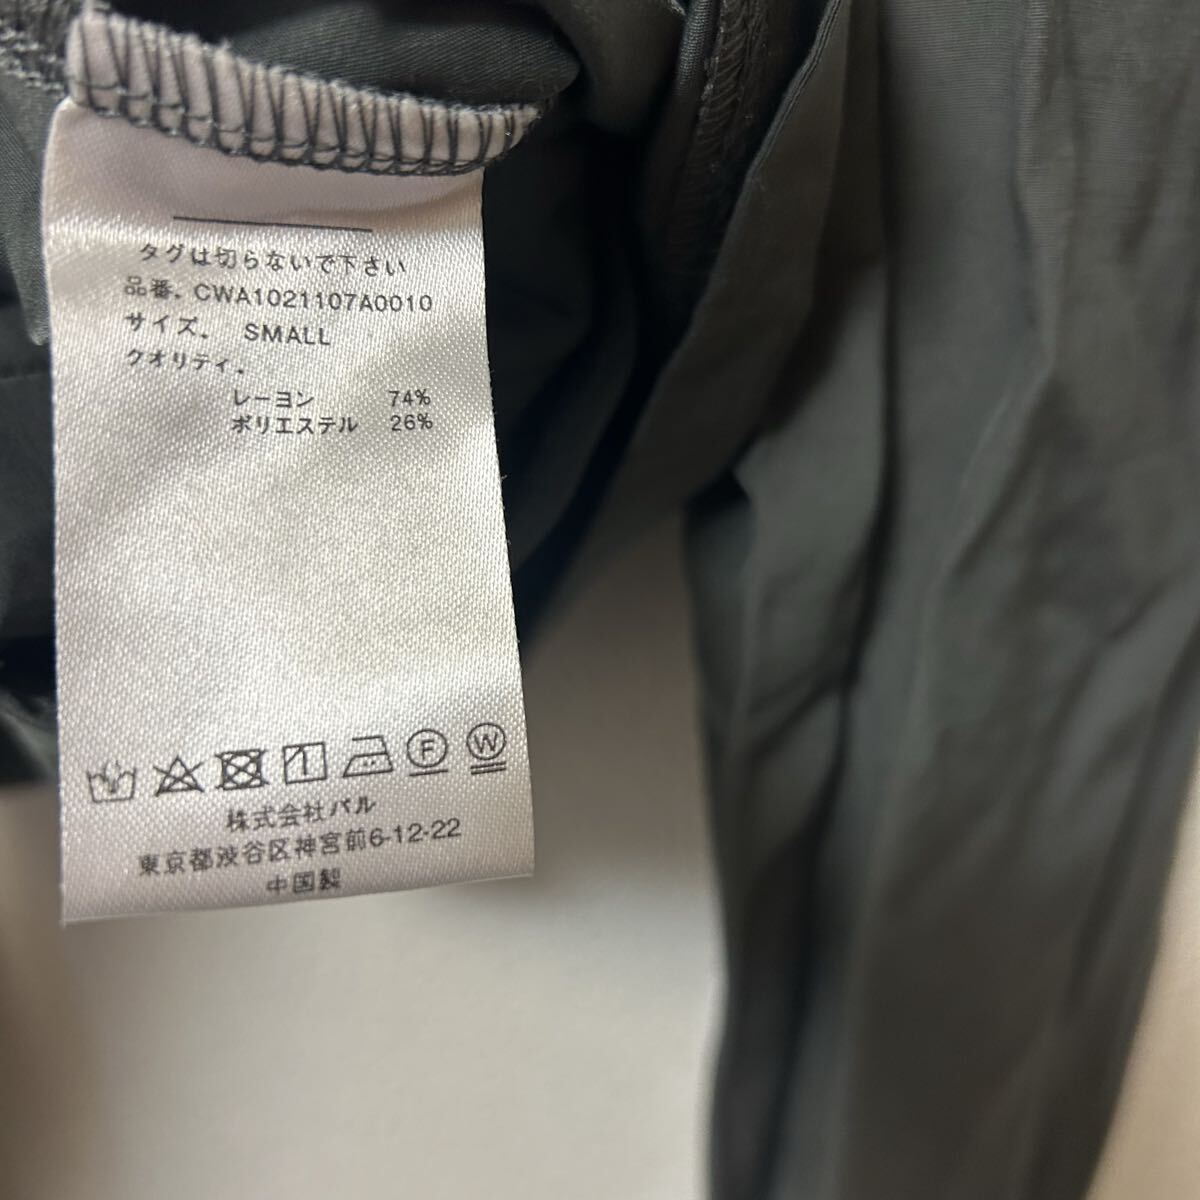 タグは切らないで下さい
品番. CWA1021107A0010
サイズ. SMALL
クオリティ.
レーヨン 74%
ポリエステル 26%
F W
株式会社パル
東京都渋谷区神宮前6-12-22
中国製